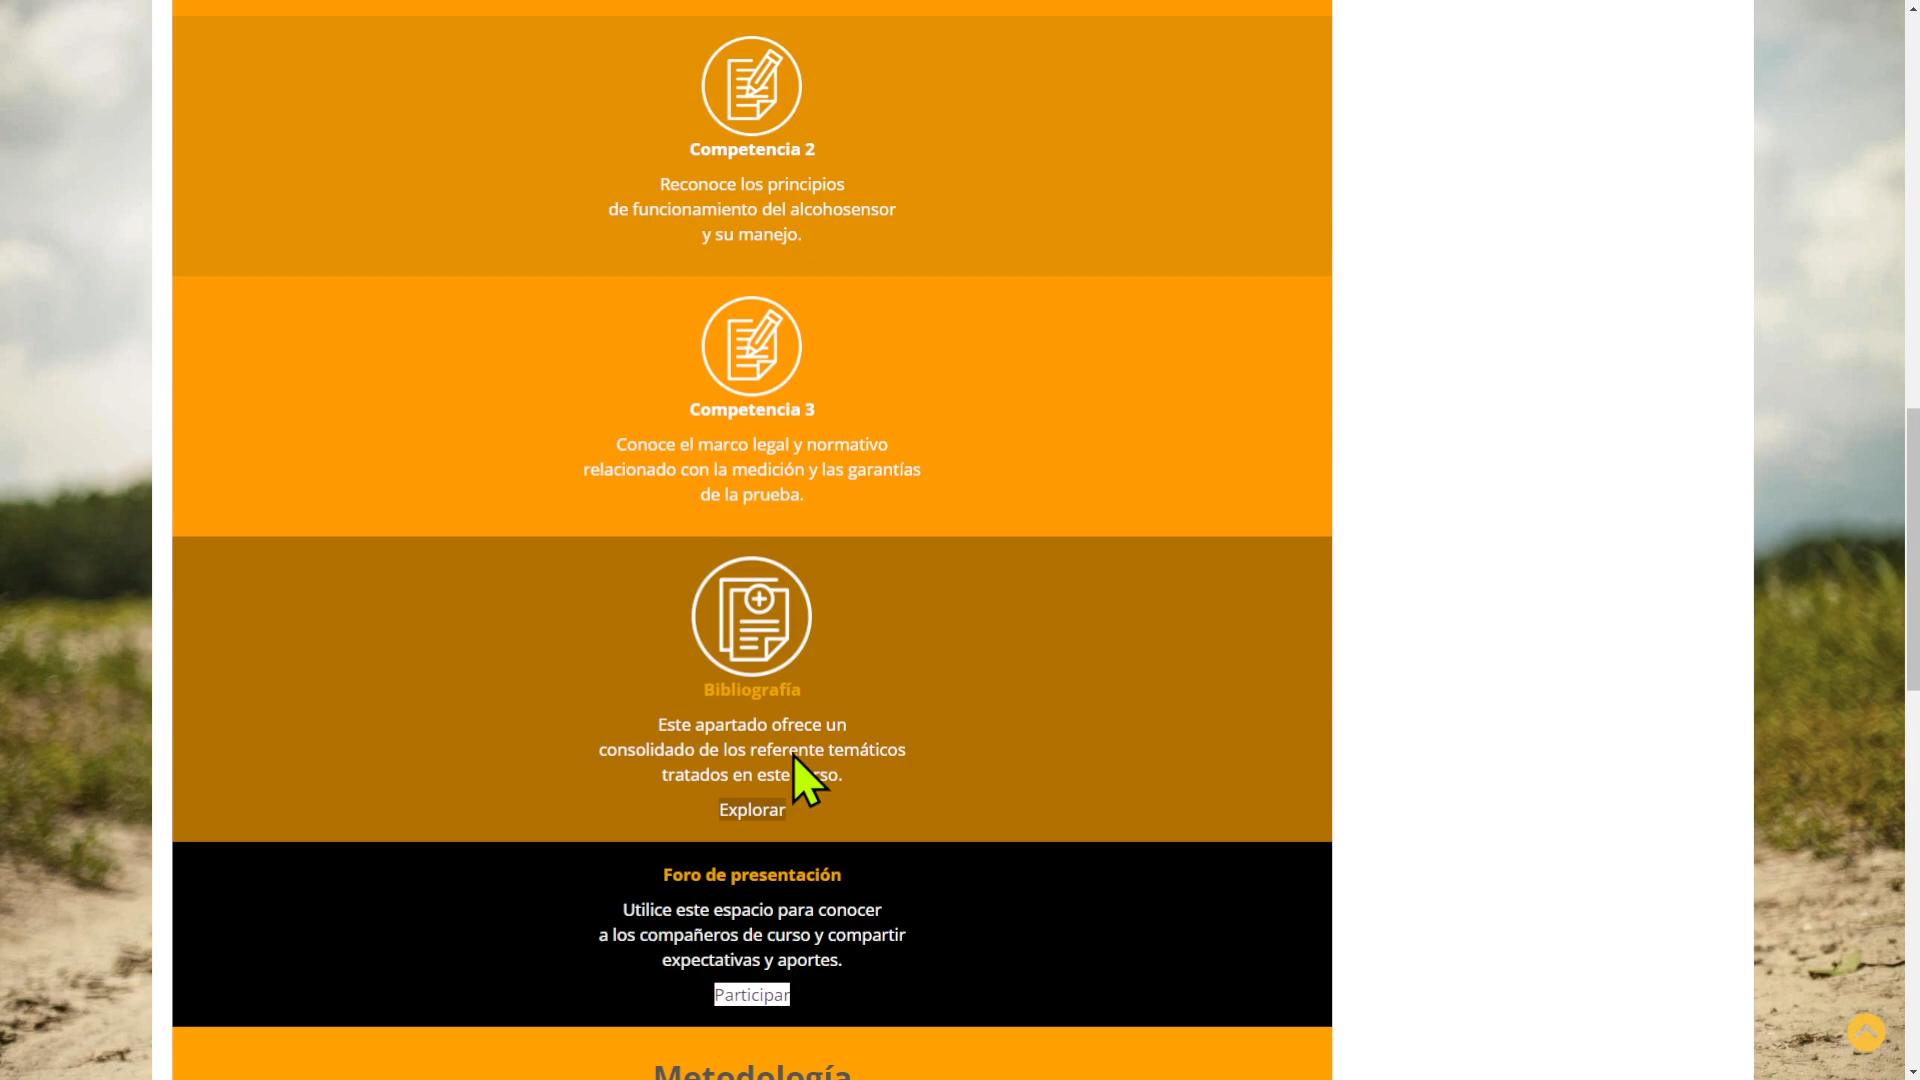 Competencia 2
Reconoce los principios
de funcionamiento del alcohosensor
y su manejo.
Competencia 3
Conoce el marco legal y normativo
relacionado con la medición y las garantías
de la prueba.
Bibliografía
Este apartado ofrece un
consolidado de los referente temáticos
tratados en este
Explorar
Foro de presentación
Utilice este espacio para conocer
a los compañeros de curso y compartir
expectativas y aportes.
Participar
Metodología